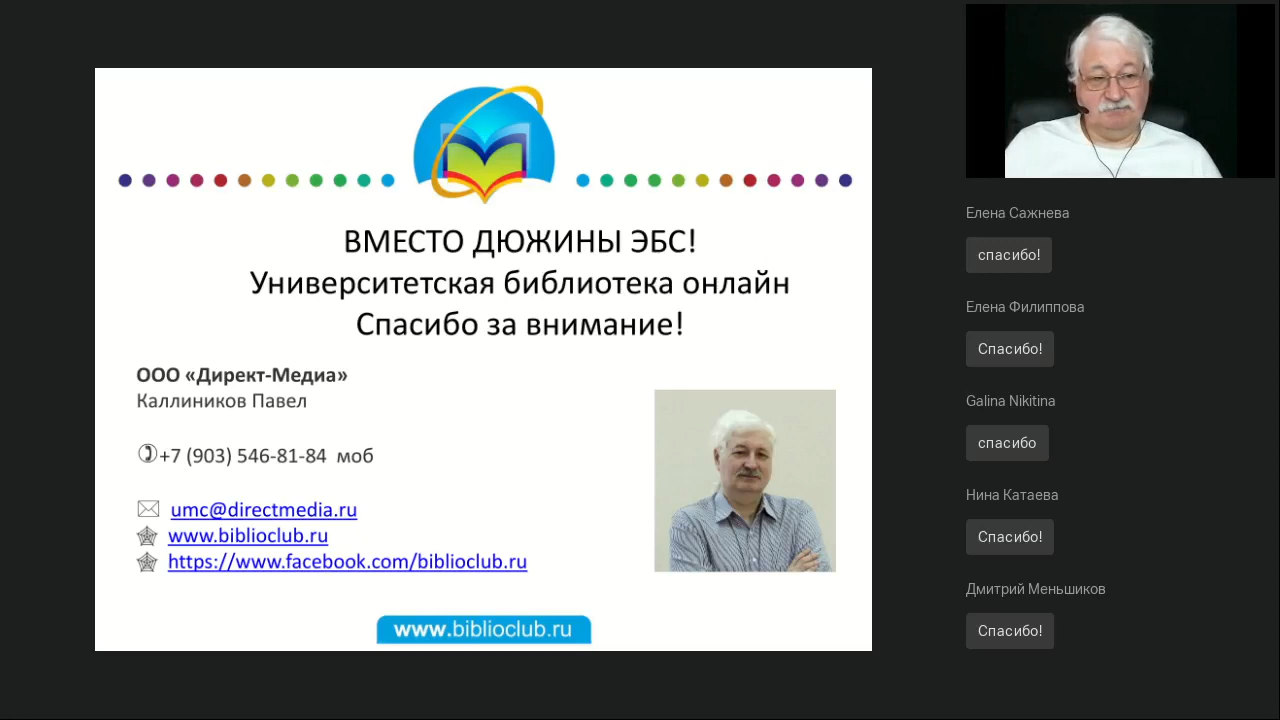 ВМЕСТО ДЮЖИНЫ ЭБС!
Университетская библиотека онлайн
Спасибо за внимание!
ООО «Директ-Медиа»
Каллиников Павел
+7 (903) 546-81-84 моб
umc@directmedia.ru
www.biblioclub.ru
https://www.facebook.com/biblioclub.ru
www.biblioclub.ru
Елена Сажнева
спасибо!
Елена Филиппова
Спасибо!
Galina Nikitina
спасибо
Нина Катаева
Спасибо!
Дмитрий Меньшиков
Спасибо!